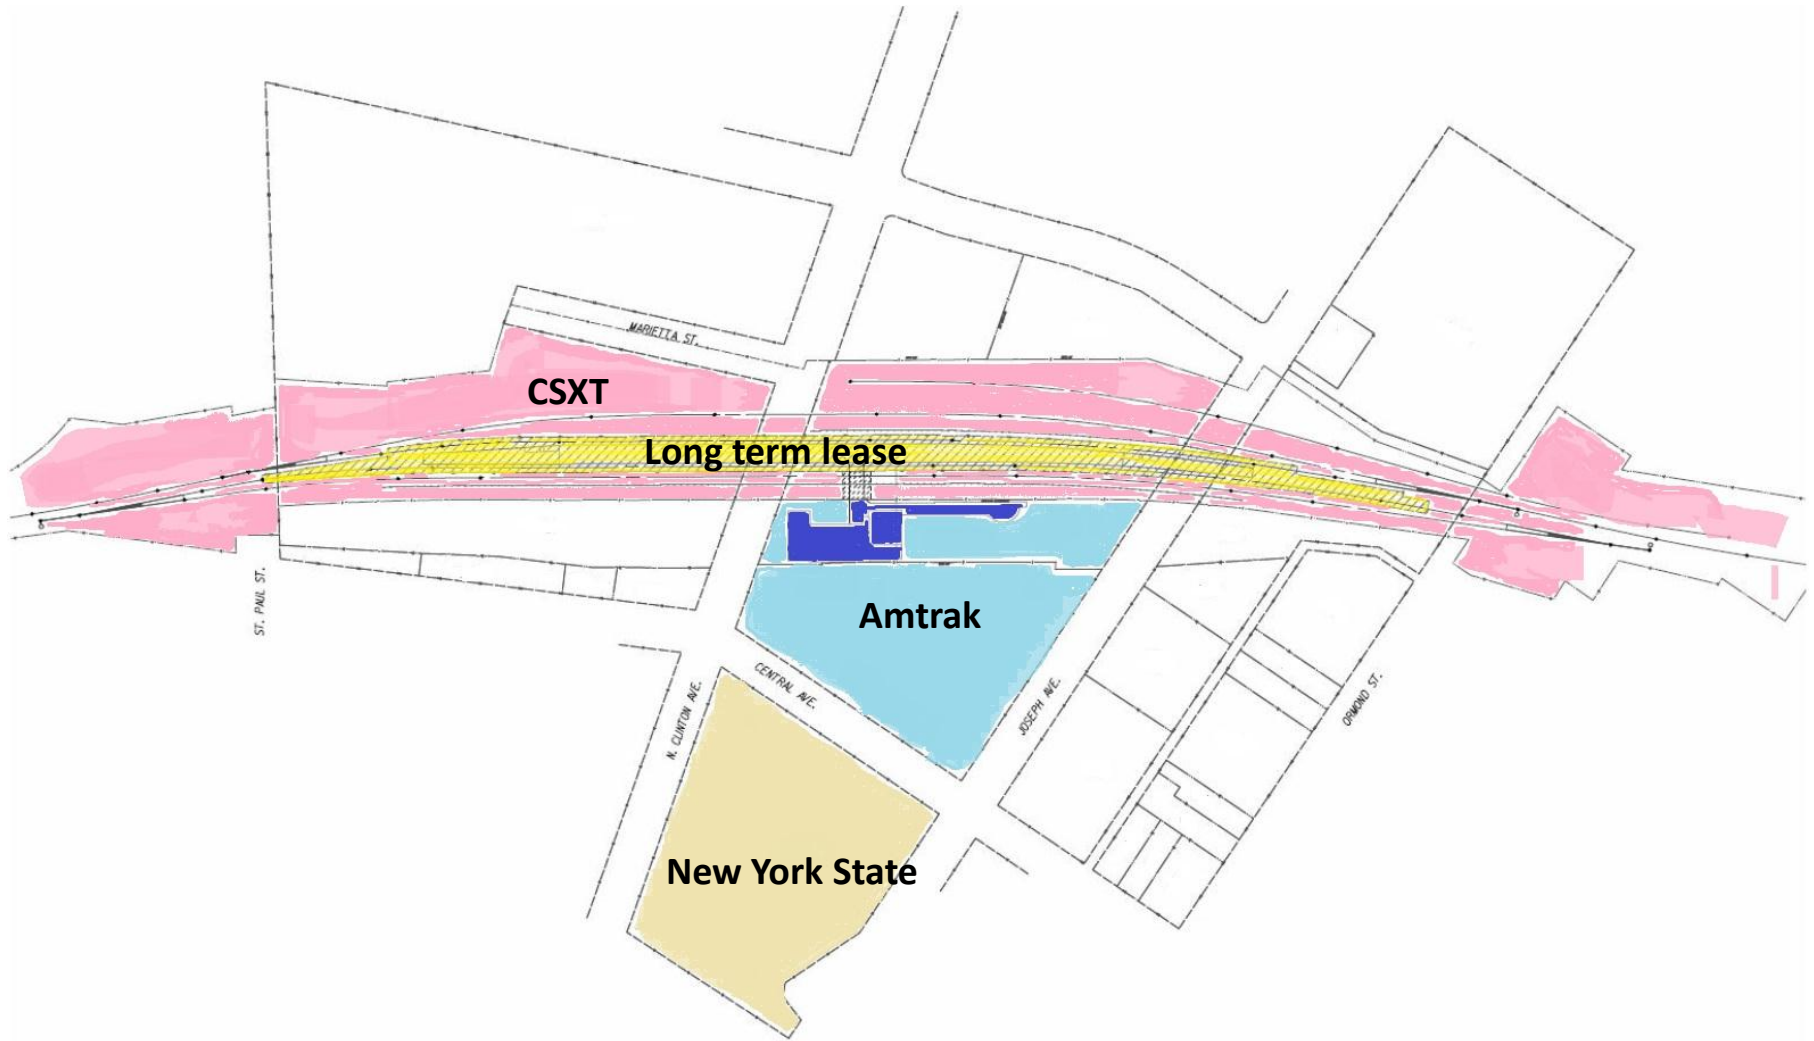 MARIETTA ST.
CSXT
Long term lease
Amtrak
ST. PAUL ST.
CENTRAL AVE.
N. CLINTON AVE.
JOSEPH AVE.
ORMOND ST.
New York State